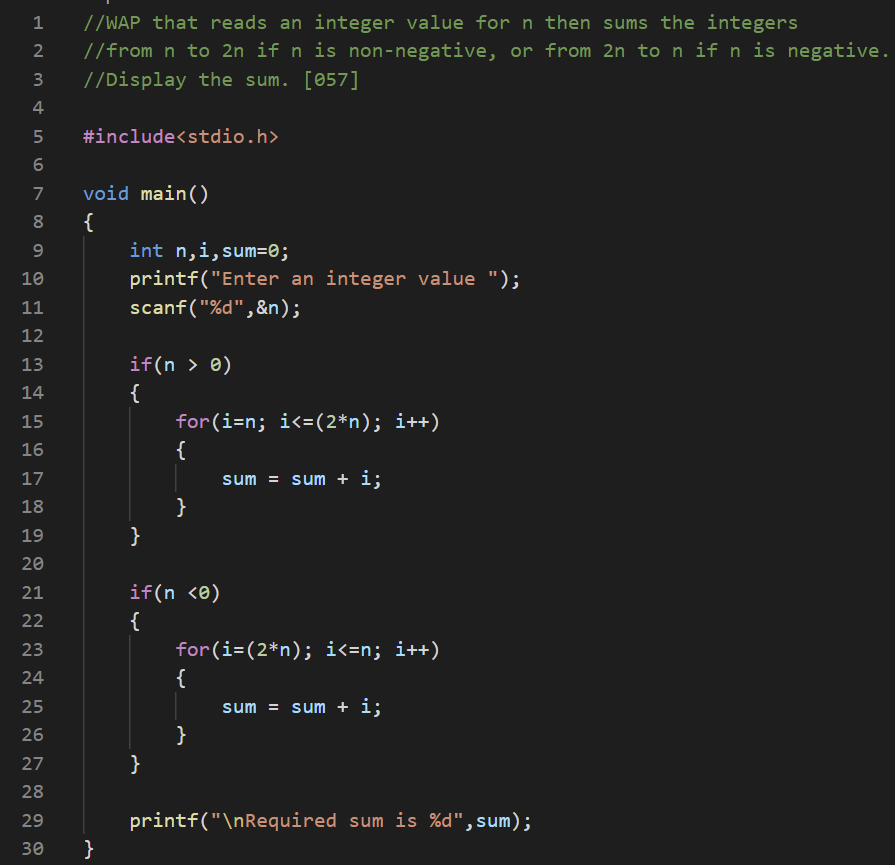 1 //WAP that reads an integer value for n then sums the integers
2 //from n to 2n if n is non-negative, or from 2n to n if n is negative.
3 //Display the sum. [057]
4
5 #include<stdio.h>
6
7 void main()
8 {
9     int n,i,sum=0;
10     printf("Enter an integer value ");
11     scanf("%d",&n);
12
13     if(n > 0)
14     {
15         for(i=n; i<=(2*n); i++)
16         {
17             sum = sum + i;
18         }
19     }
20
21     if(n <0)
22     {
23         for(i=(2*n); i<=n; i++)
24         {
25             sum = sum + i;
26         }
27     }
28
29     printf("\nRequired sum is %d",sum);
30 }